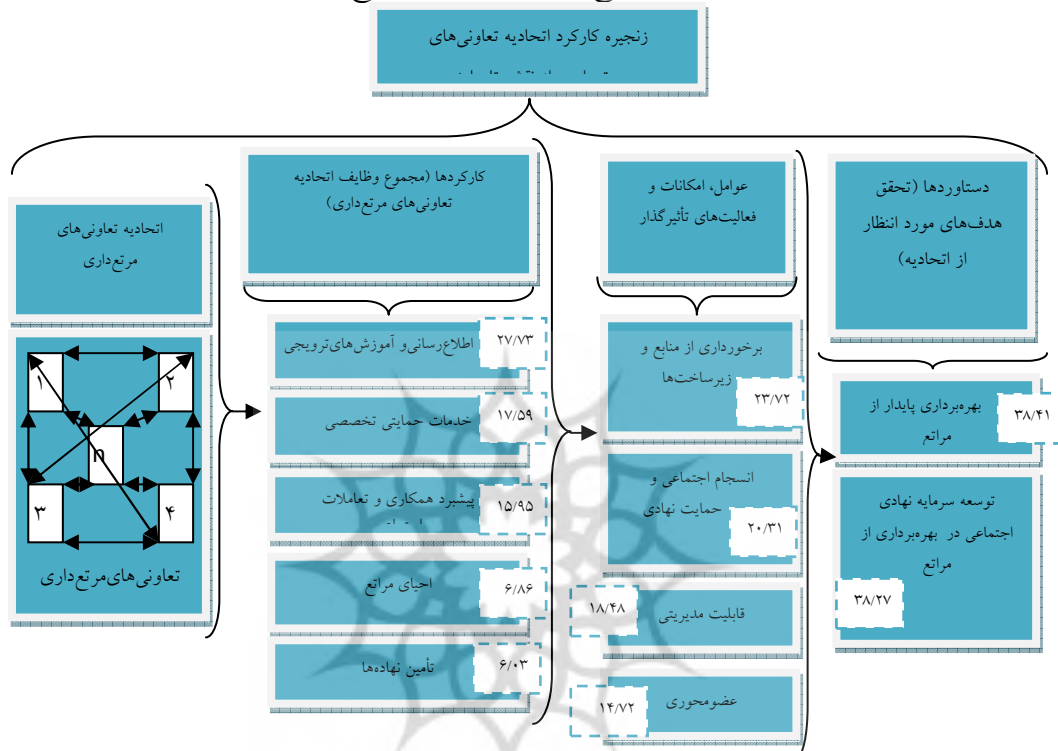 زنجیره کارکرد اتحادیه تعاونی‌های
اتحادیه تعاونی‌های
مرتع‌داری
۱
۲
n
۳
۴
تعاونی‌های‌مرتع‌داری
کارکردها (مجموع وظایف اتحادیه
تعاونی‌های مرتع‌داری)
اطلاع‌رسانی‌و آموزش‌های‌ترویجی
۲۷/۷۳
خدمات حمایتی تخصصی
۱۷/۵۹
پیشبرد همکاری و تعاملات
۱۵/۹۵
احیای مراتع
۶/۸۶
تأمین نهاده‌ها
۶/۰۳
عوامل، امکانات و
فعالیت‌های تأثیرگذار
برخورداری از منابع و
زیرساخت‌ها
۲۳/۷۲
انسجام اجتماعی و
حمایت نهادی
۲۰/۳۱
قابلیت مدیریتی
۱۸/۴۸
عضومحوری
۱۴/۷۲
دستاوردها (تحقق
هدف‌های مورد انتظار
از اتحادیه)
بهره‌برداری پایدار از
مراتع
۳۸/۴۱
توسعه سرمایه نهادی
اجتماعی در بهره‌برداری از
مراتع
۳۸/۲۷